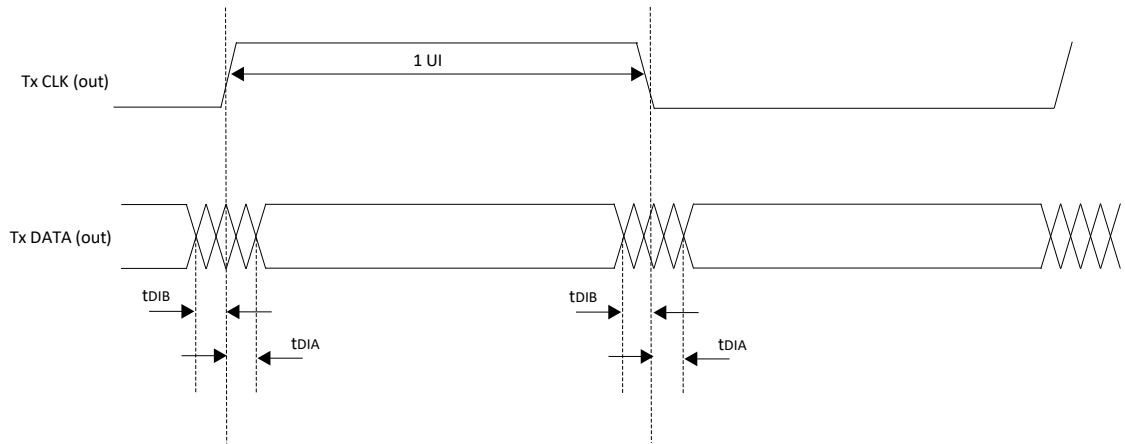 Tx CLK (out)
1 UI
Tx DATA (out)
tDIB
tDIB
tDIA
tDIA